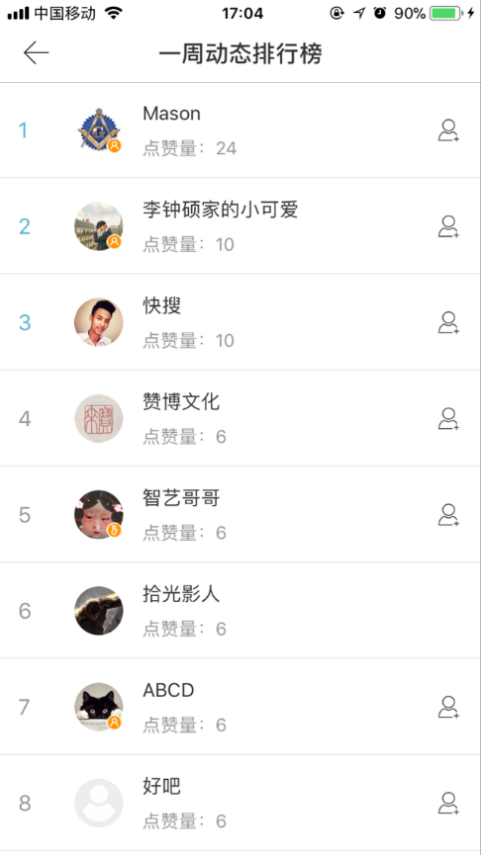 中国移动 17:04 90%
一周动态排行榜
1
Mason
点赞量：24
2
李钟硕家的小可爱
点赞量：10
3
快搜
点赞量：10
4
赞博文化
点赞量：6
5
智艺哥哥
点赞量：6
6
拾光影人
点赞量：6
7
ABCD
点赞量：6
8
好吧
点赞量：6